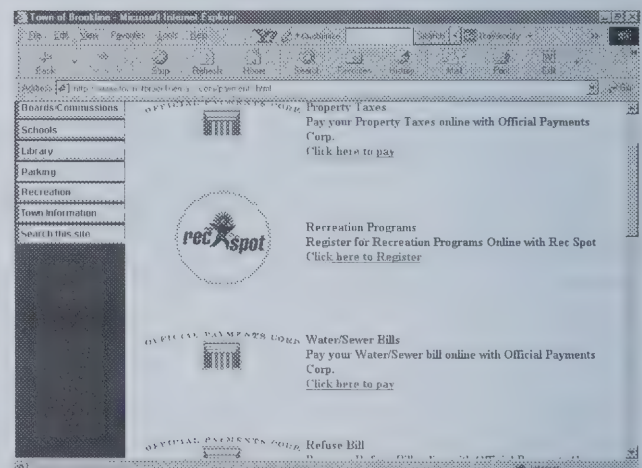 Town of Brookline - Microsoft Internet Explorer
File Edit View Favorites Tools Help
Search
Back Stop Refresh Home Search Favorites History Mail Print Edit
Address
Boards/Commissions
Schools
Library
Parking
Recreation
Town Information
Search this site
OFFICIAL PAYMENTS CORP.
Property Taxes
Pay your Property Taxes online with Official Payments
Corp.
Click here to pay
rec spot
Recreation Programs
Register for Recreation Programs Online with Rec Spot
Click here to Register
OFFICIAL PAYMENTS CORP.
Water/Sewer Bills
Pay your Water/Sewer bill online with Official Payments
Corp.
Click here to pay
OFFICIAL PAYMENTS CORP.
Refuse Bill